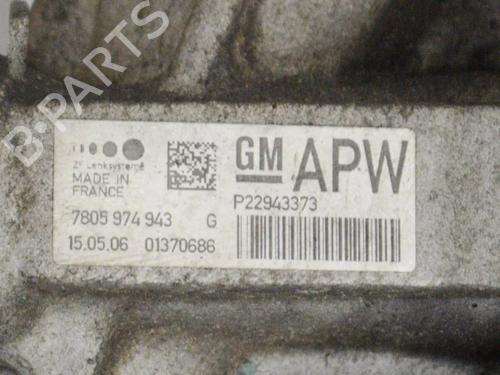 B-PARTS
ZF Lenksysteme
MADE IN
FRANCE
GM APW
P22943373
7805 974 943 G
15.05.06 01370686